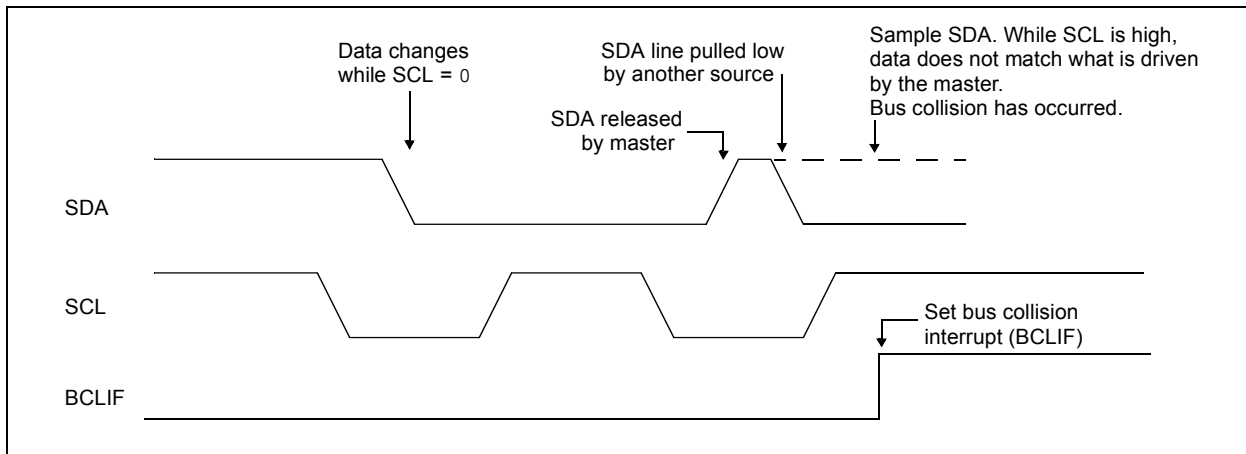 Data changes
while SCL = 0
SDA line pulled low
by another source
SDA released
by master
Sample SDA. While SCL is high,
data does not match what is driven
by the master.
Bus collision has occurred.
SDA
SCL
Set bus collision
interrupt (BCLIF)
BCLIF